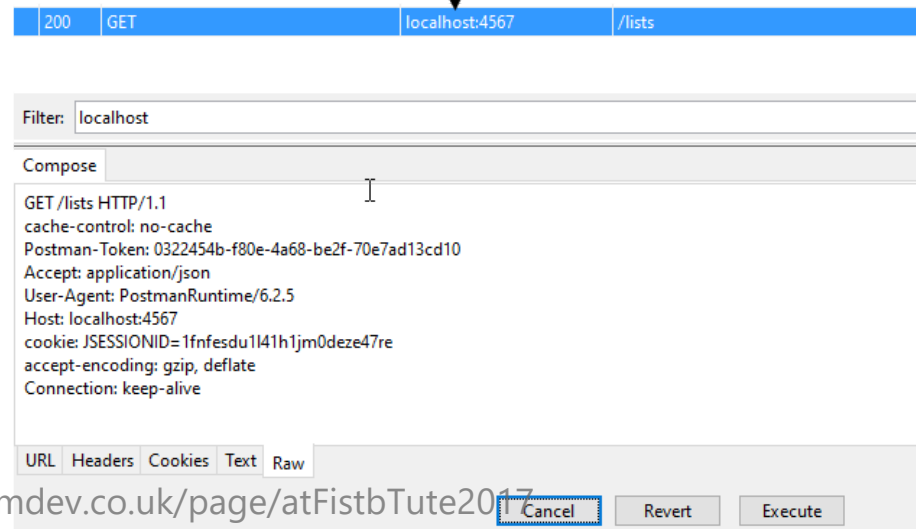 200 GET localhost:4567 /lists
Filter: localhost
Compose
GET /lists HTTP/1.1
cache-control: no-cache
Postman-Token: 0322454b-f80e-4a68-be2f-70e7ad13cd10
Accept: application/json
User-Agent: PostmanRuntime/6.2.5
Host: localhost:4567
cookie: JSESSIONID=1fnfesdu1l41h1jm0deze47re
accept-encoding: gzip, deflate
Connection: keep-alive
URL Headers Cookies Text Raw
mdev.co.uk/page/atFistbTute2017
Cancel Revert Execute